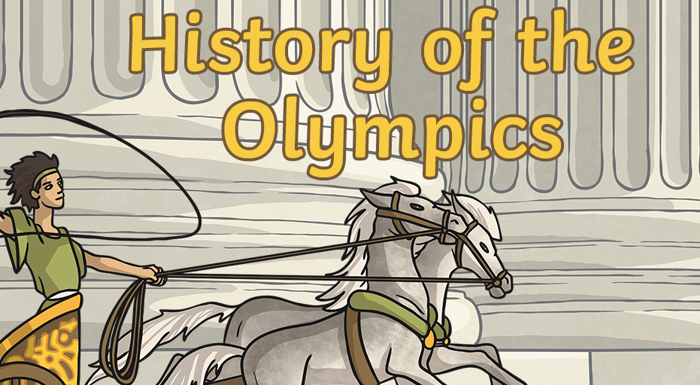 History of the
Olympics